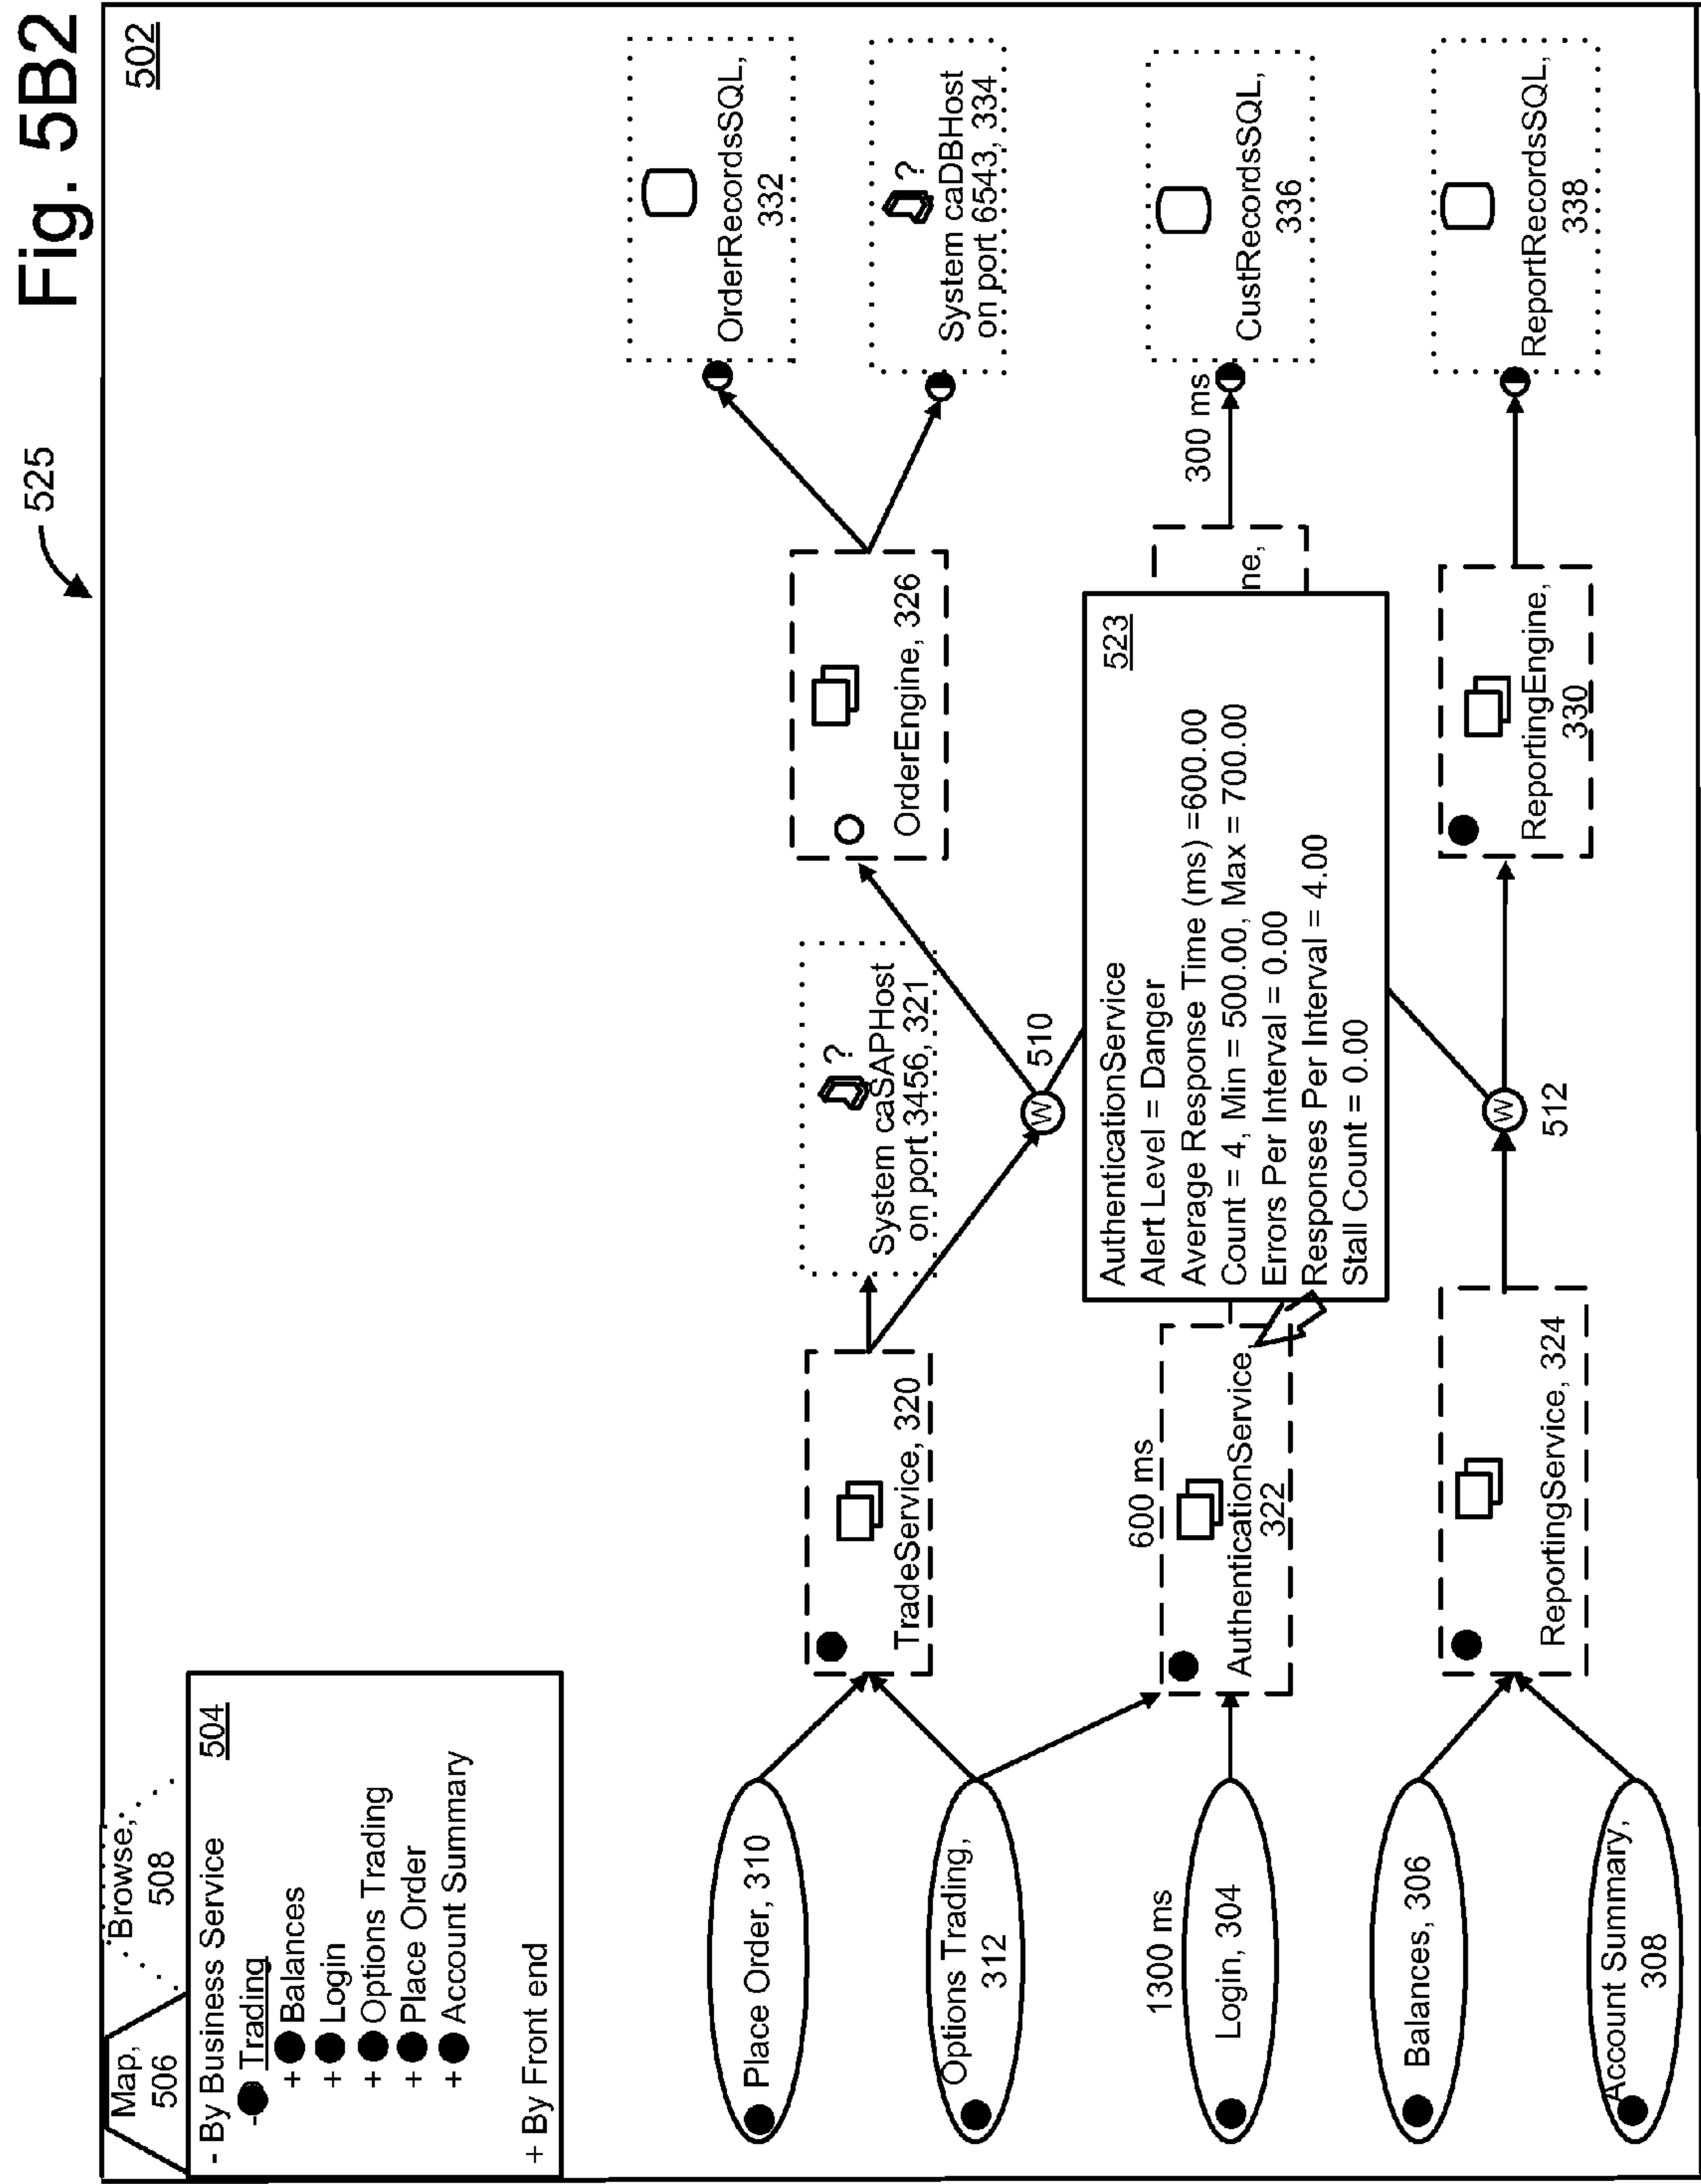 Fig. 5B2
525
502
Map,
506
Browse,
508
- By Business Service
504
- Trading
+ Balances
+ Login
+ Options Trading
+ Place Order
+ Account Summary
+ By Front end
Place Order, 310
Options Trading,
312
1300 ms
Login, 304
Balances, 306
Account Summary,
308
TradeService, 320
600 ms
AuthenticationService,
322
ReportingService, 324
?
System caSAPHost
on port 3456, 321
W
510
W
512
AuthenticationService
523
Alert Level = Danger
Average Response Time (ms) =600.00
Count = 4, Min = 500.00, Max = 700.00
Errors Per Interval = 0.00
Responses Per Interval = 4.00
Stall Count = 0.00
OrderEngine, 326
ne,
ReportingEngine,
330
300 ms
OrderRecordsSQL,
332
?
System caDBHost
on port 6543, 334
CustRecordsSQL,
336
ReportRecordsSQL,
338